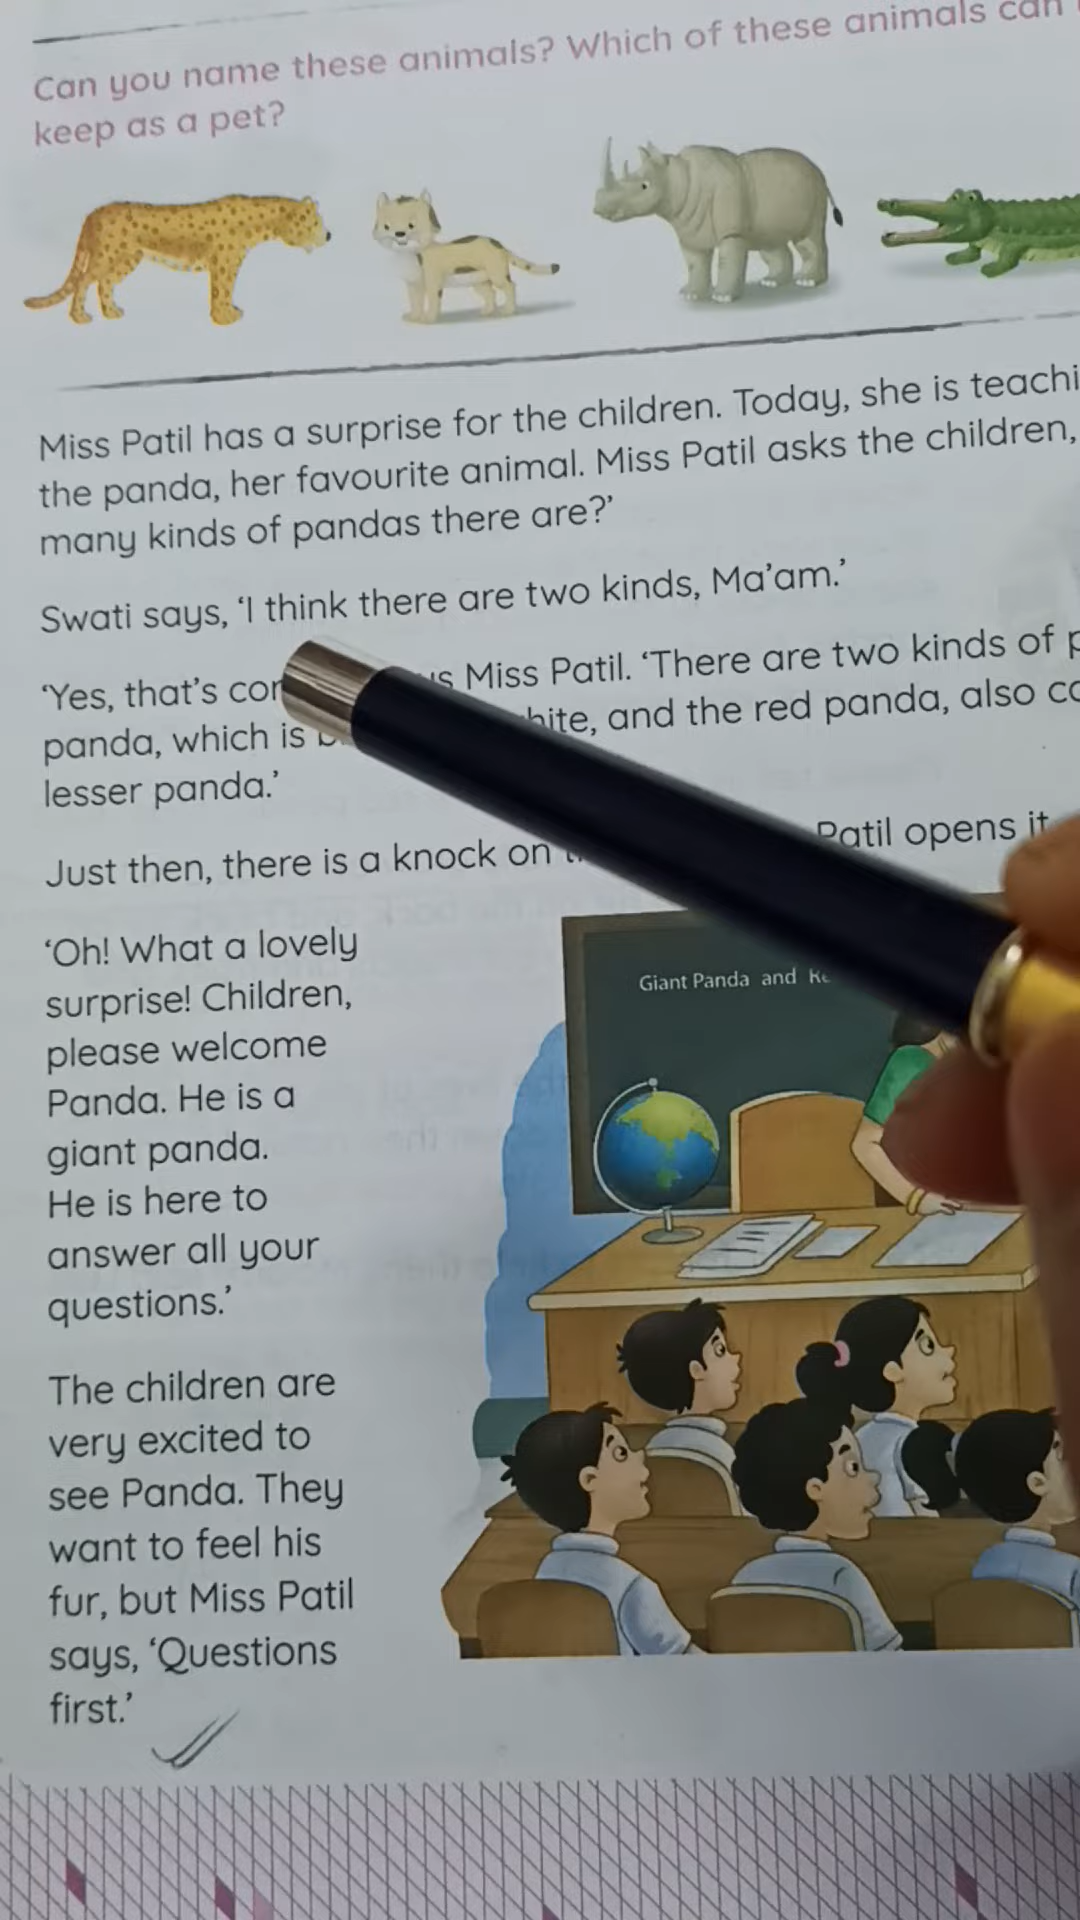 Can you name these animals? Which of these animals can
keep as a pet?
Miss Patil has a surprise for the children. Today, she is
the panda, her favourite animal. Miss Patil asks the children,
many kinds of pandas there are?’
Swati says, ‘I think there are two kinds, Ma’am.’
‘Yes, that’s Miss Patil. ‘There are two kinds of
panda, which is and the red panda, also
lesser panda.’
Just then, there is a knock on Patil opens it
‘Oh! What a lovely
surprise! Children,
please welcome
Panda. He is a
giant panda.
He is here to
answer all your
questions.’
Giant Panda and
The children are
very excited to
see Panda. They
want to feel his
fur, but Miss Patil
says, ‘Questions
first.’